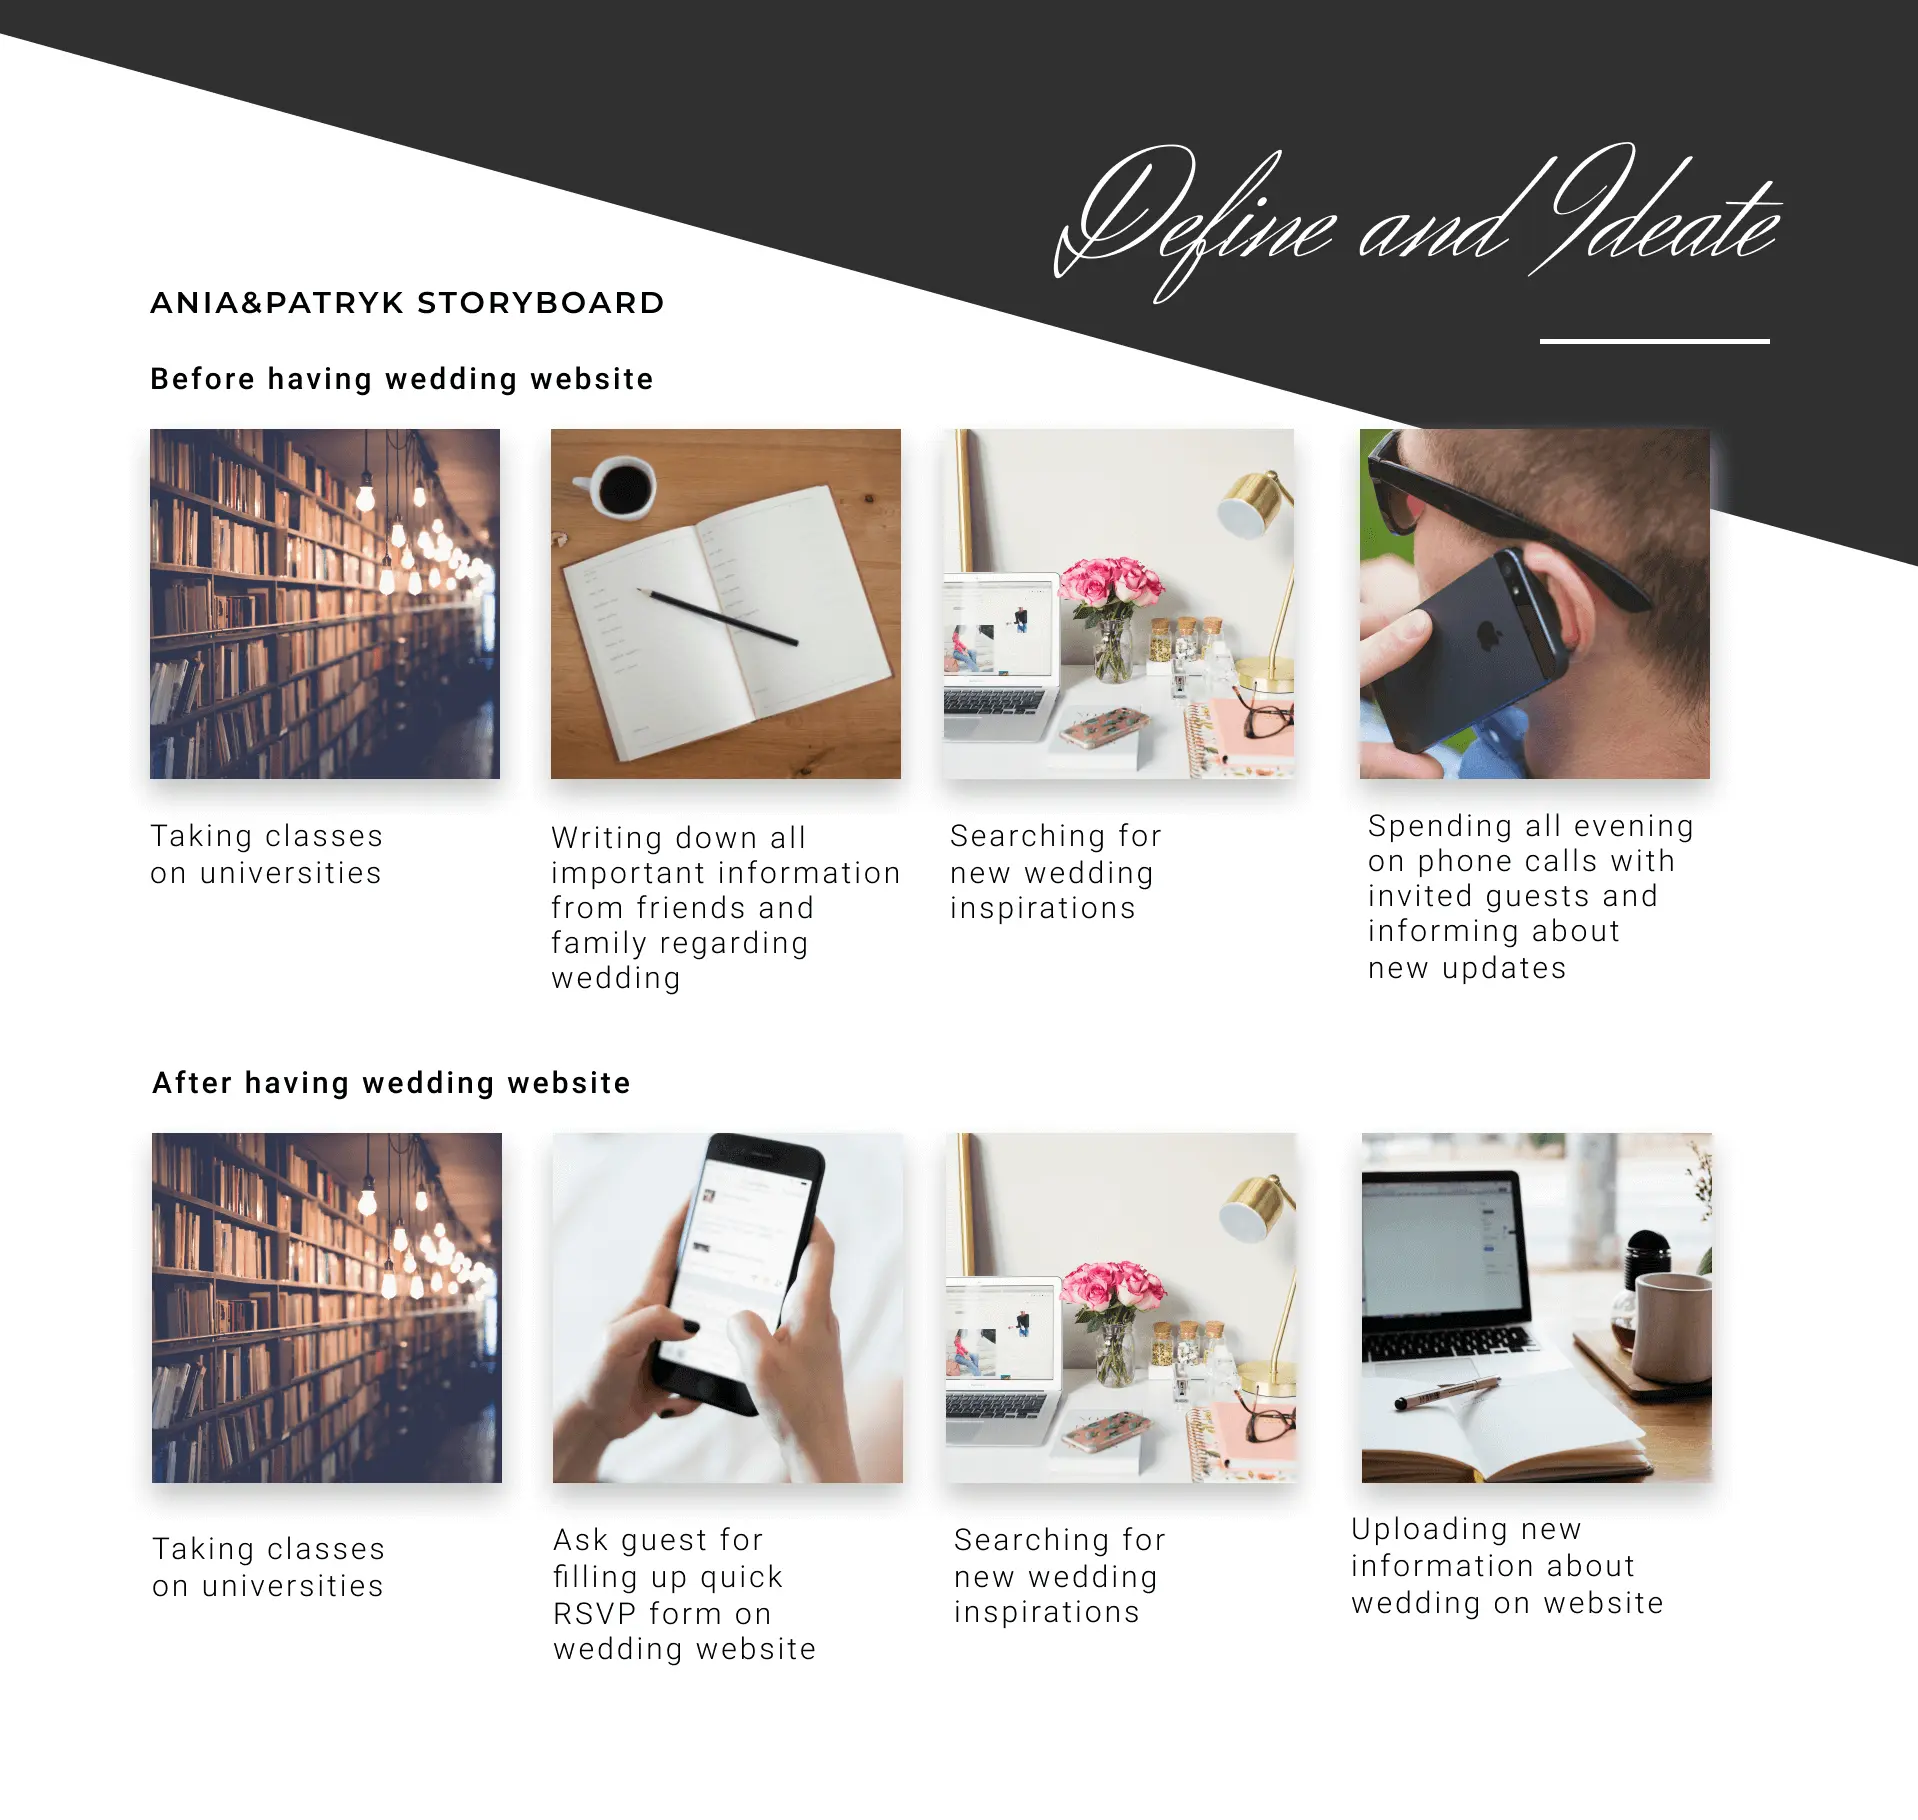 Define and Ideate
ANIA&PATRYK STORYBOARD
Before having wedding website
Taking classes
on universities
Writing down all
important information
from friends and
family regarding
wedding
Searching for
new wedding
inspirations
Spending all evening
on phone calls with
invited guests and
informing about
new updates
After having wedding website
Taking classes
on universities
Ask guest for
filling up quick
RSVP form on
wedding website
Searching for
new wedding
inspirations
Uploading new
information about
wedding on website